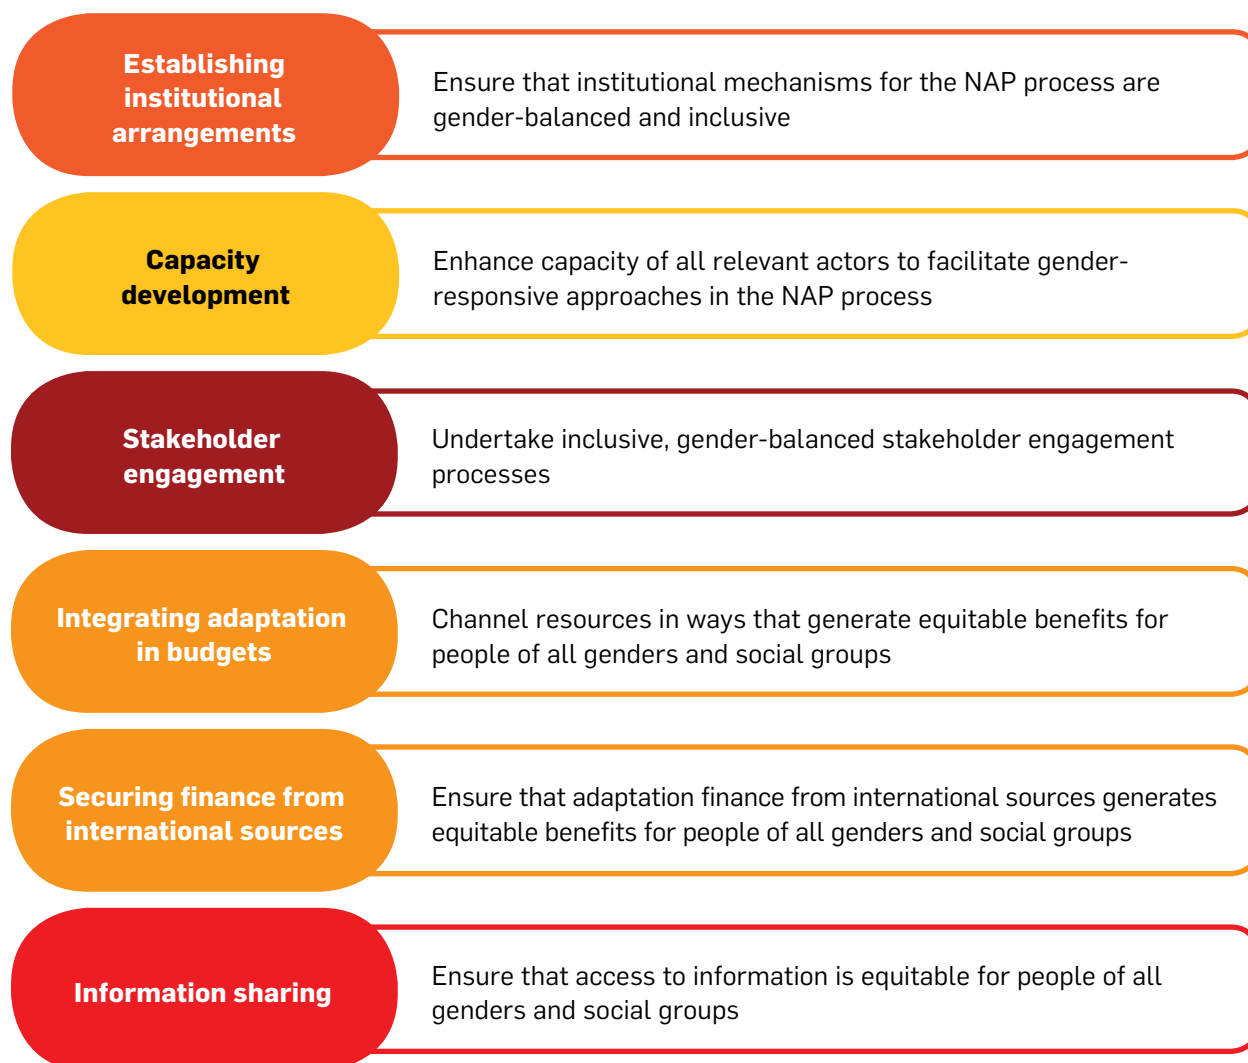 Establishing
institutional
arrangements
Ensure that institutional mechanisms for the NAP process are
gender-balanced and inclusive
Capacity
development
Enhance capacity of all relevant actors to facilitate gender-
responsive approaches in the NAP process
Stakeholder
engagement
Undertake inclusive, gender-balanced stakeholder engagement
processes
Integrating adaptation
in budgets
Channel resources in ways that generate equitable benefits for
people of all genders and social groups
Securing finance from
international sources
Ensure that adaptation finance from international sources generates
equitable benefits for people of all genders and social groups
Information sharing
Ensure that access to information is equitable for people of all
genders and social groups